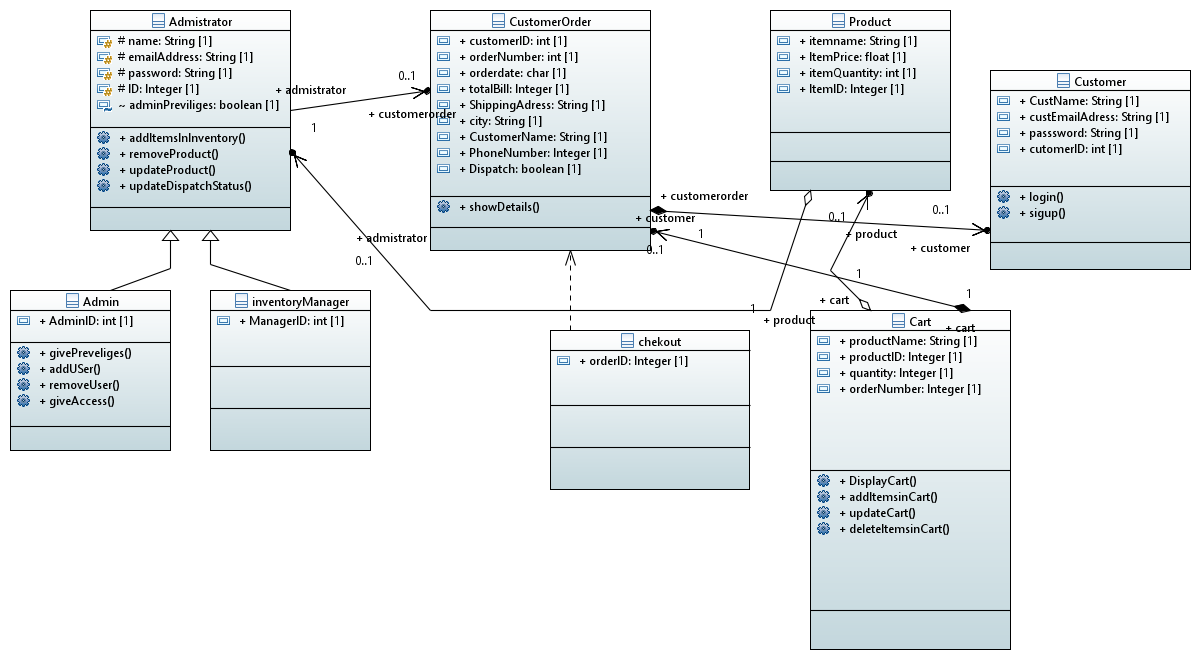 Admistrator
# name: String [1]
# emailAddress: String [1]
# password: String [1]
# ID: Integer [1]
~ adminPreviliges: boolean [1]
+ addItemsInInventory()
+ removeProduct()
+ updateProduct()
+ updateDispatchStatus()
CustomerOrder
+ customerID: int [1]
+ orderNumber: int [1]
+ orderdate: char [1]
+ totalBill: Integer [1]
+ ShippingAdress: String [1]
+ city: String [1]
+ CustomerName: String [1]
+ PhoneNumber: Integer [1]
+ Dispatch: boolean [1]
+ showDetails()
Product
+ itemname: String [1]
+ ItemPrice: float [1]
+ itemQuantity: int [1]
+ ItemID: Integer [1]
Customer
+ CustName: String [1]
+ custEmailAdress: String [1]
+ passsword: String [1]
+ cutomerID: int [1]
+ login()
+ sigup()
0..1
+ admistrator
+ customerorder
1
+ customerorder
+ customer
0..1
0..1
1
+ product
+ customer
0..1
+ admistrator
0..1
1
1
+ cart
1
+ product
+ cart
Admin
+ AdminID: int [1]
+ givePreveliges()
+ addUSer()
+ removeUser()
+ giveAccess()
inventoryManager
+ ManagerID: int [1]
chekout
+ orderID: Integer [1]
Cart
+ productName: String [1]
+ productID: Integer [1]
+ quantity: Integer [1]
+ orderNumber: Integer [1]
+ DisplayCart()
+ addItemsinCart()
+ updateCart()
+ deleteItemsinCart()